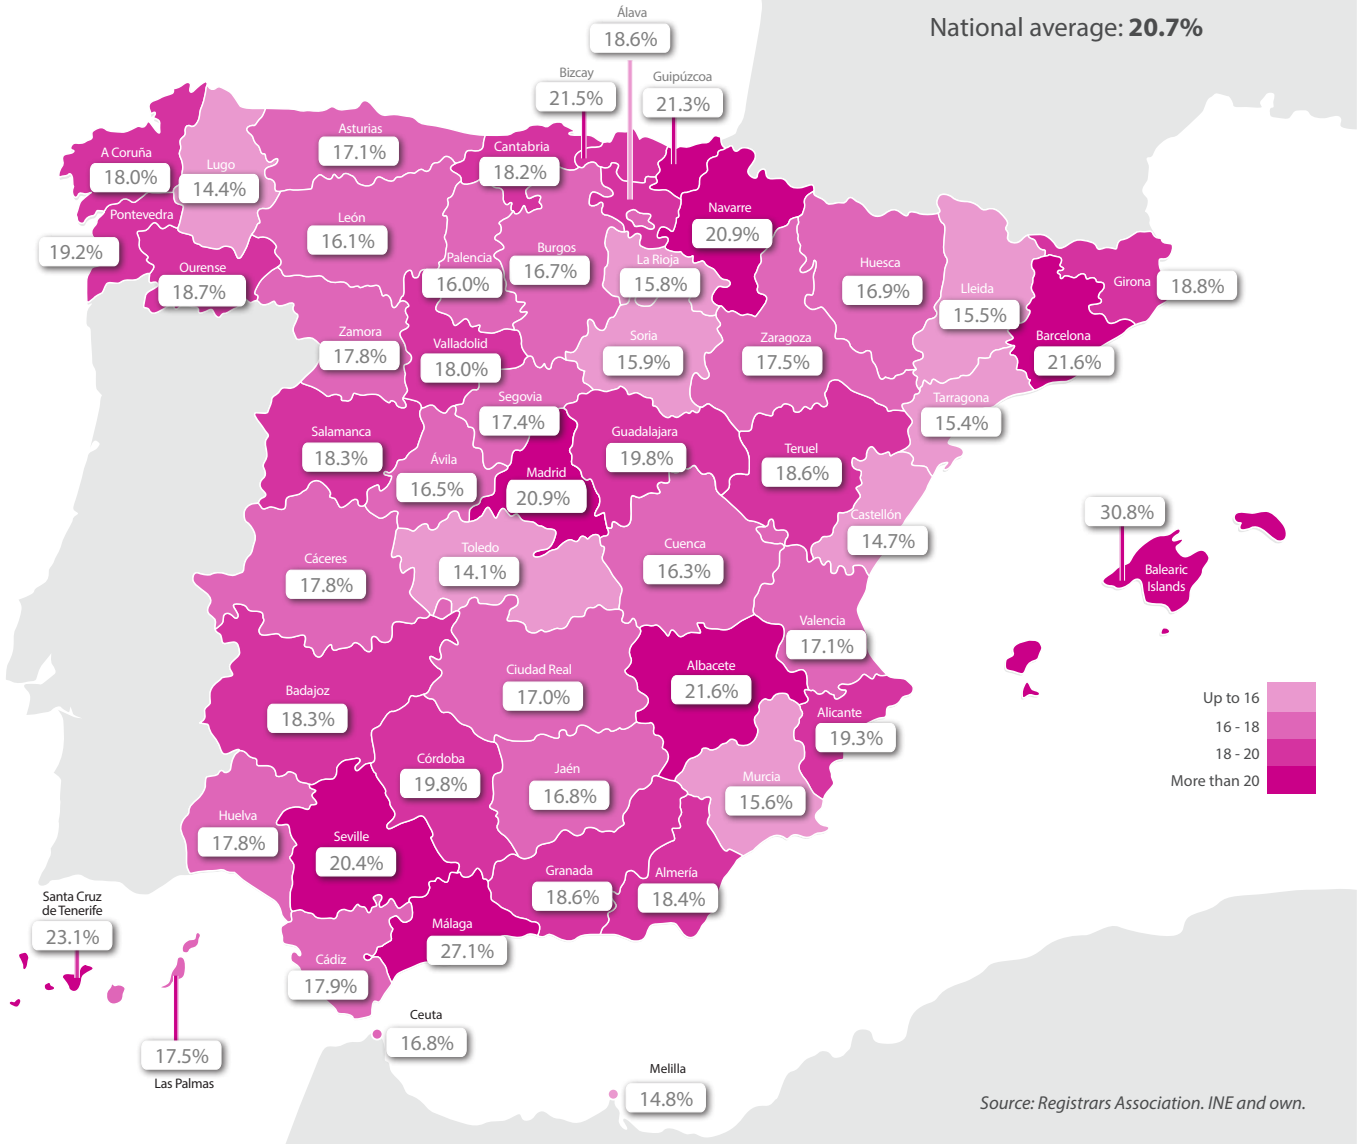 National average: 20.7%
Álava
18.6%
Bizcay
21.5%
Guipúzcoa
21.3%
A Coruña
18.0%
Lugo
14.4%
Asturias
17.1%
Cantabria
18.2%
Pontevedra
19.2%
Ourense
18.7%
León
16.1%
Palencia
16.0%
Burgos
16.7%
La Rioja
15.8%
Navarre
20.9%
Huesca
16.9%
Lleida
15.5%
Girona
18.8%
Barcelona
21.6%
Zamora
17.8%
Valladolid
18.0%
Soria
15.9%
Zaragoza
17.5%
Tarragona
15.4%
Segovia
17.4%
Salamanca
18.3%
Ávila
16.5%
Madrid
20.9%
Guadalajara
19.8%
Teruel
18.6%
Castellón
14.7%
30.8%
Balearic
Islands
Cáceres
17.8%
Toledo
14.1%
Cuenca
16.3%
Valencia
17.1%
Badajoz
18.3%
Ciudad Real
17.0%
Albacete
21.6%
Alicante
19.3%
Córdoba
19.8%
Jaén
16.8%
Murcia
15.6%
Huelva
17.8%
Seville
20.4%
Granada
18.6%
Almería
18.4%
Málaga
27.1%
Cádiz
17.9%
Santa Cruz
de Tenerife
23.1%
17.5%
Las Palmas
Ceuta
16.8%
Melilla
14.8%
Up to 16
16 - 18
18 - 20
More than 20
Source: Registrars Association. INE and own.